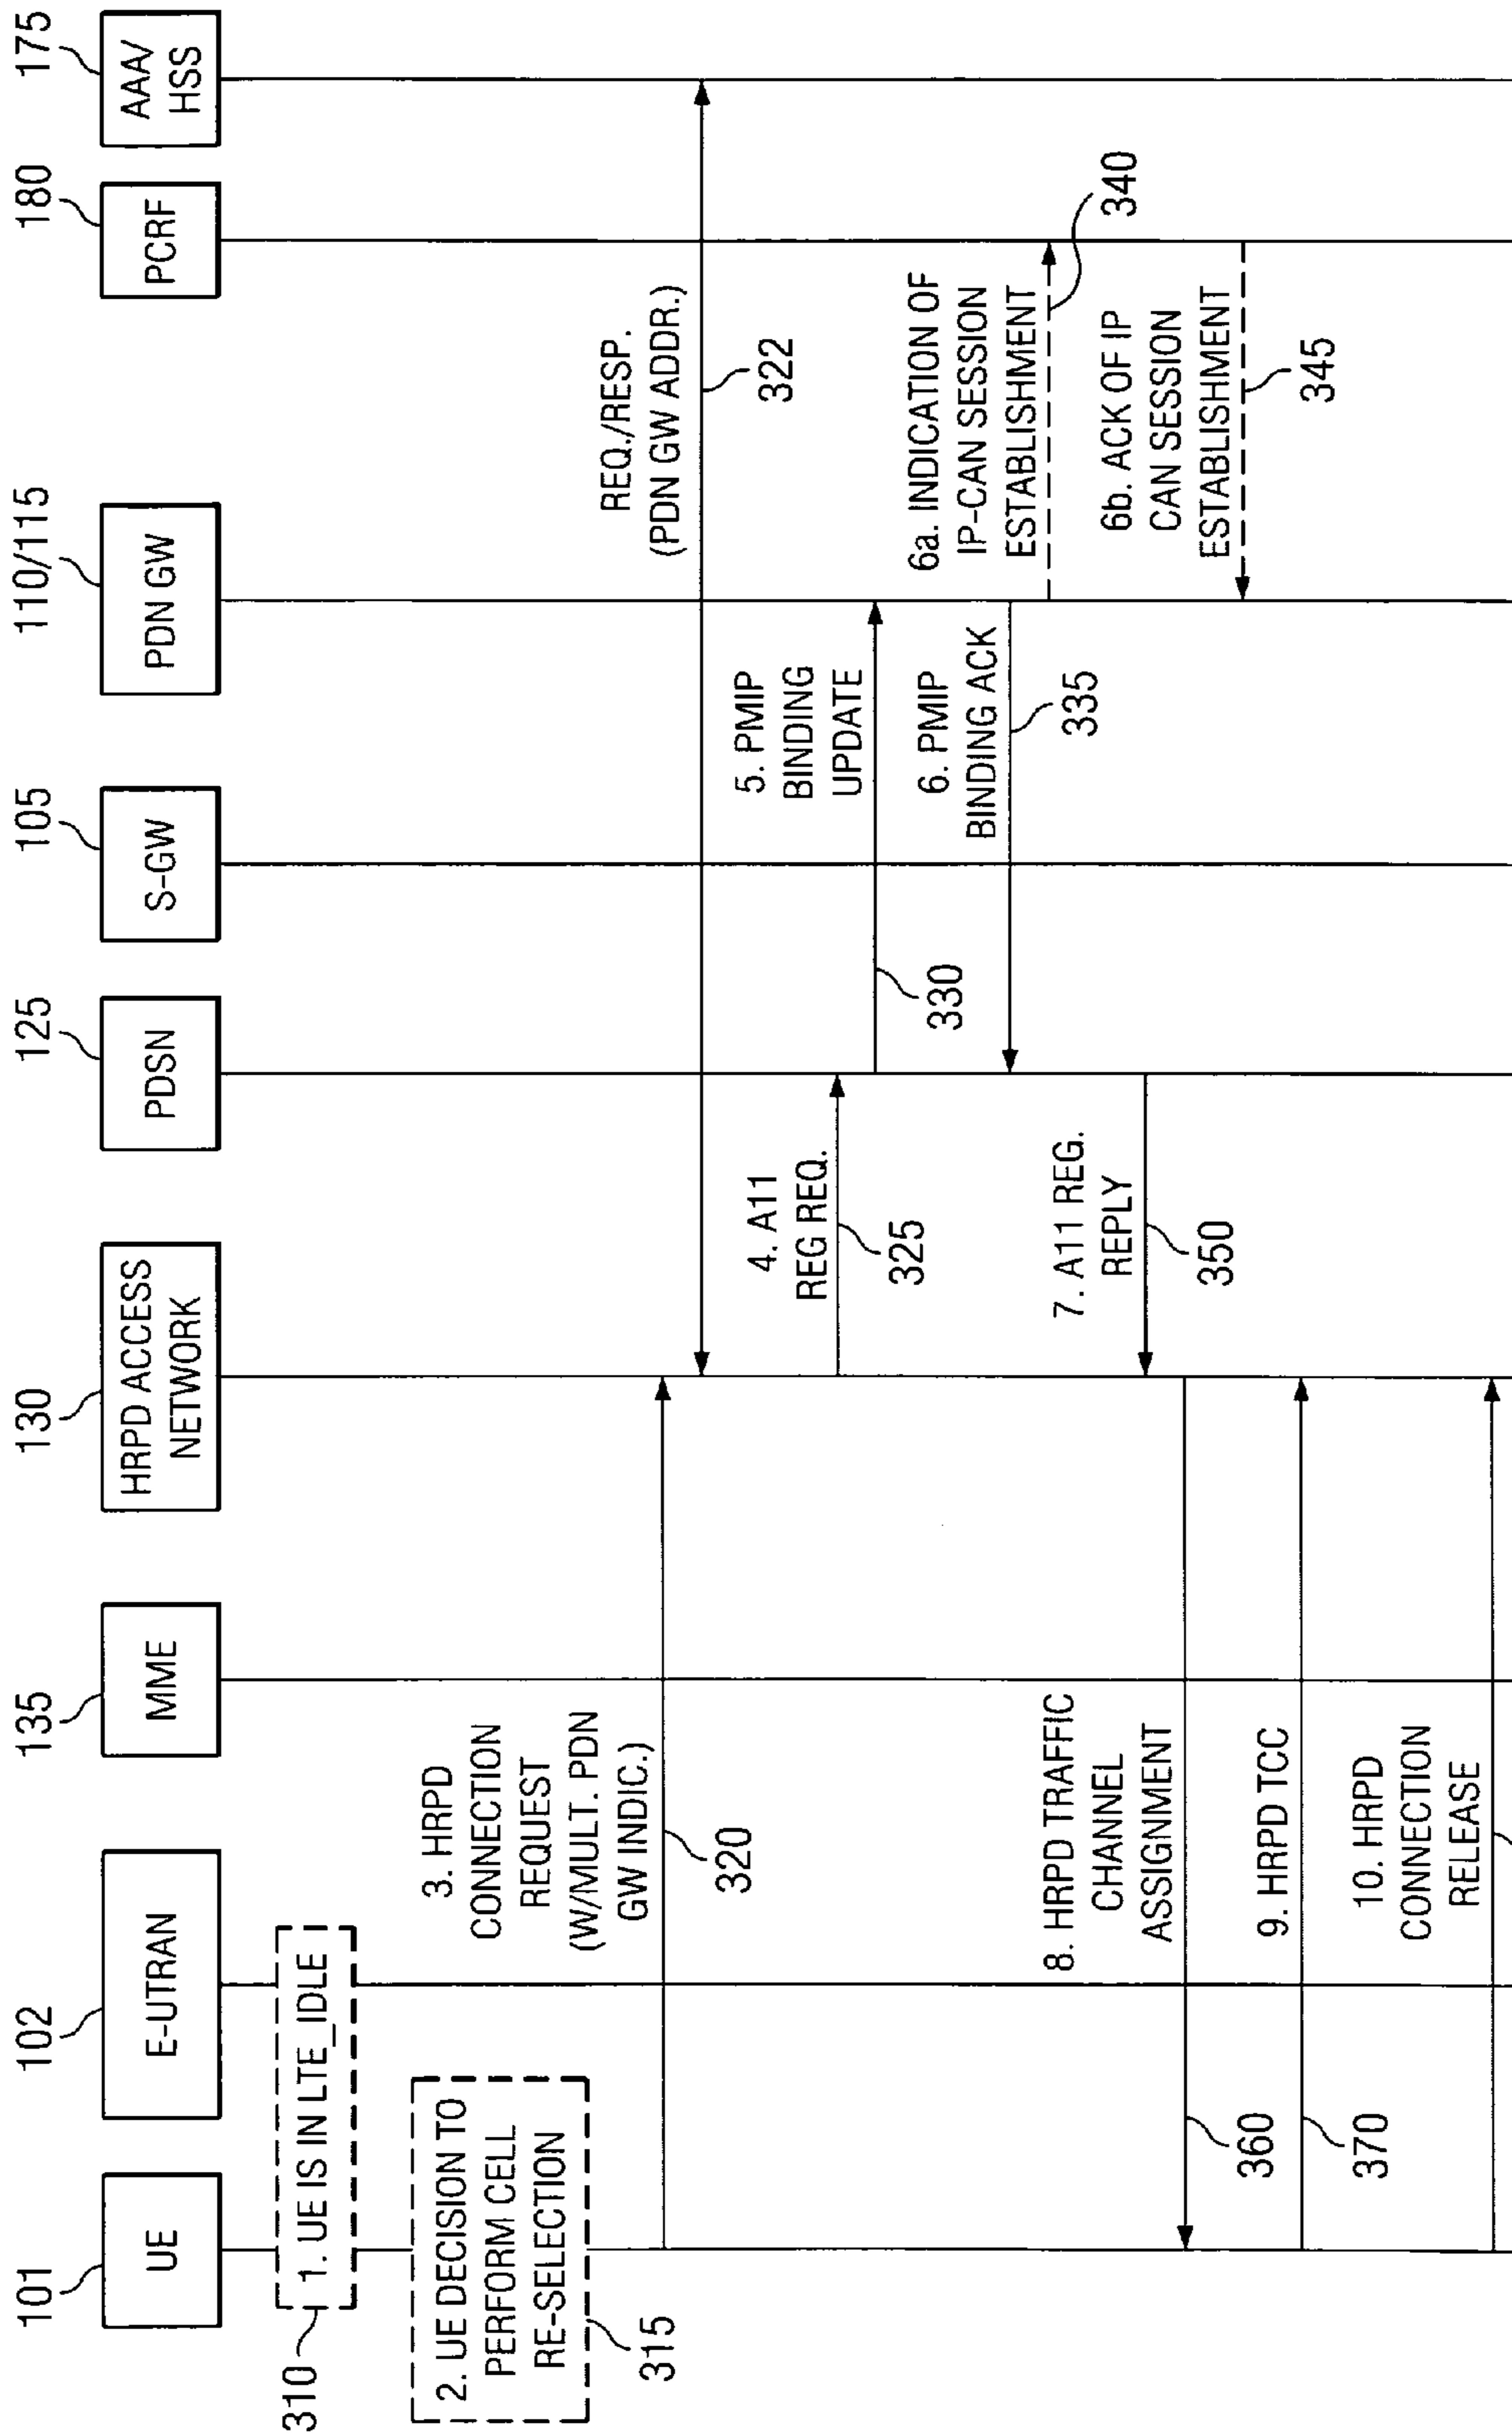 101
UE
102
E-UTRAN
135
MME
130
HRPD ACCESS
NETWORK
125
PDSN
105
S-GW
110/115
PDN GW
180
PCRF
175
AAA/
HSS
310
1. UE IS IN LTE_IDLE
2. UE DECISION TO
PERFORM CELL
RE-SELECTION
315
3. HRPD
CONNECTION
REQUEST
(W/MULT. PDN
GW INDIC.)
320
REQ./RESP.
(PDN GW ADDR.)
322
4. A11
REG REQ.
325
5. PMIP
BINDING
UPDATE
330
6. PMIP
BINDING ACK
335
6a. INDICATION OF
IP-CAN SESSION
ESTABLISHMENT
340
6b. ACK OF IP
CAN SESSION
ESTABLISHMENT
345
7. A11 REG.
REPLY
350
8. HRPD TRAFFIC
CHANNEL
ASSIGNMENT
360
9. HRPD TCC
370
10. HRPD
CONNECTION
RELEASE